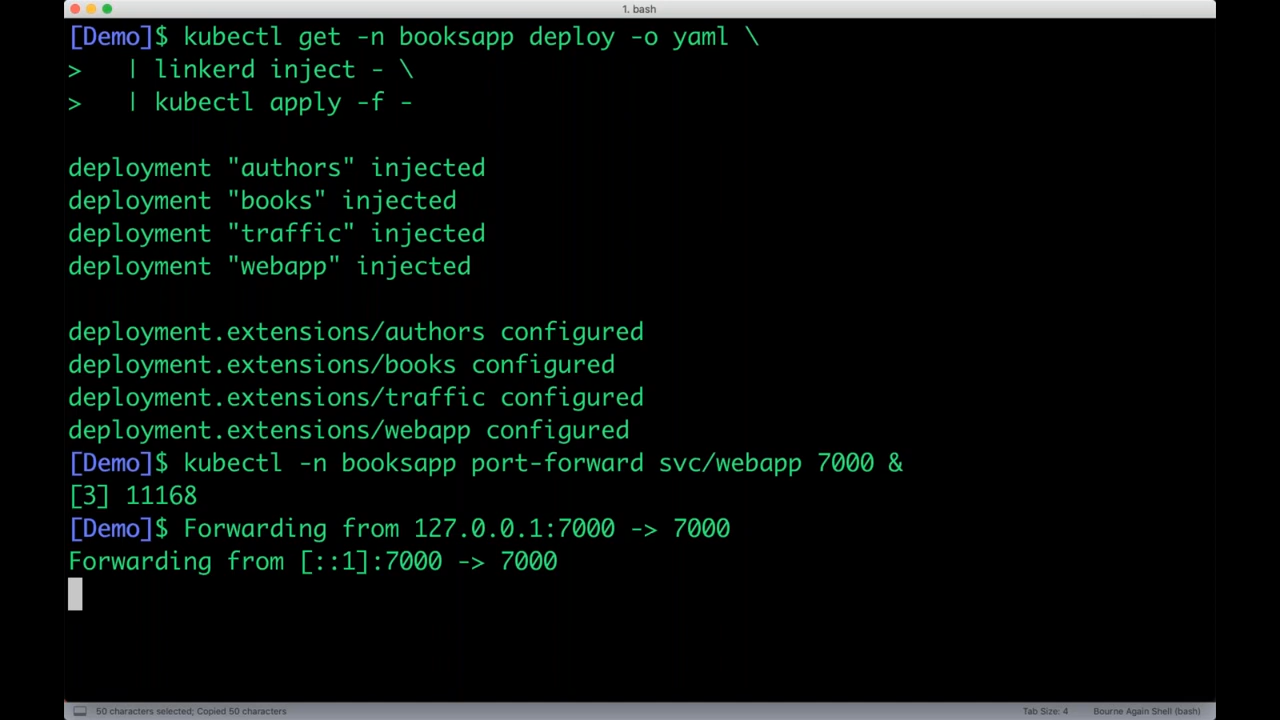 1. bash
[Demo]$ kubectl get -n booksapp deploy -o yaml \
>   | linkerd inject - \
>   | kubectl apply -f -
deployment "authors" injected
deployment "books" injected
deployment "traffic" injected
deployment "webapp" injected
deployment.extensions/authors configured
deployment.extensions/books configured
deployment.extensions/traffic configured
deployment.extensions/webapp configured
[Demo]$ kubectl -n booksapp port-forward svc/webapp 7000 &
[3] 11168
[Demo]$ Forwarding from 127.0.0.1:7000 -> 7000
Forwarding from [::1]:7000 -> 7000
50 characters selected; Copied 50 characters Tab Size: 4 Bourne Again Shell (bash)